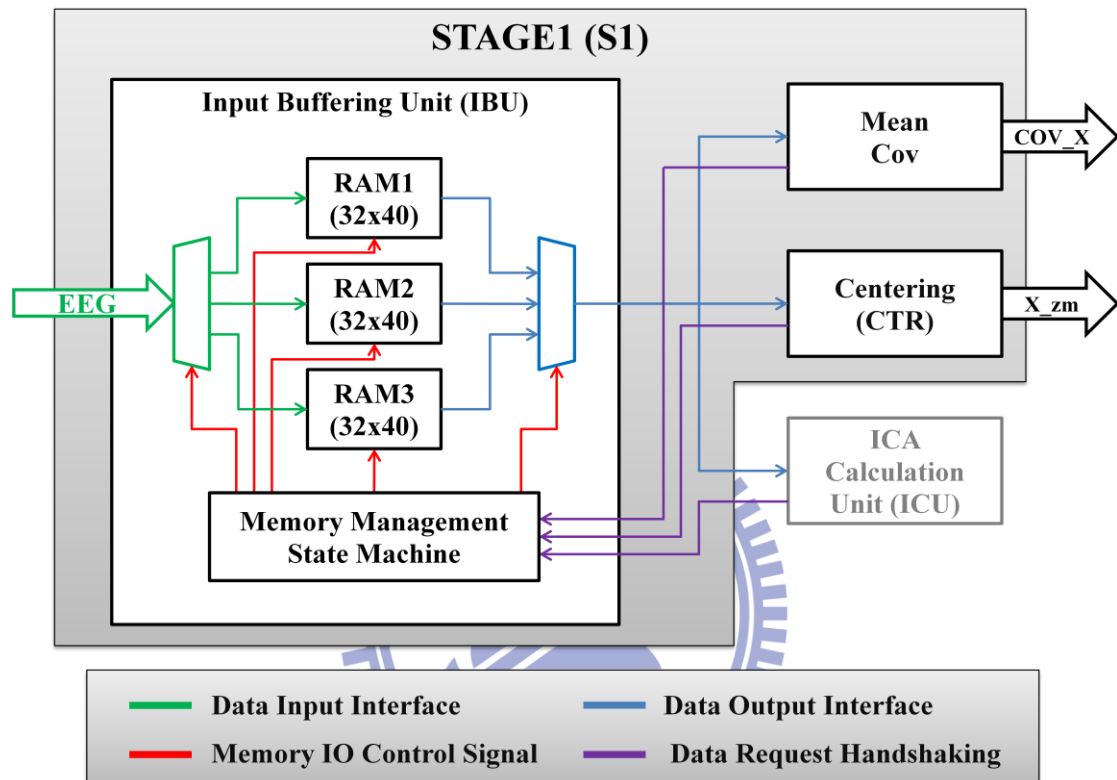 STAGE1 (S1)
Input Buffering Unit (IBU)
RAM1
(32x40)
RAM2
(32x40)
RAM3
(32x40)
EEG
Memory Management
State Machine
Mean
Cov
COV_X
Centering
(CTR)
X_zm
ICA
Calculation
Unit (ICU)
Data Input Interface
Data Output Interface
Memory IO Control Signal
Data Request Handshaking